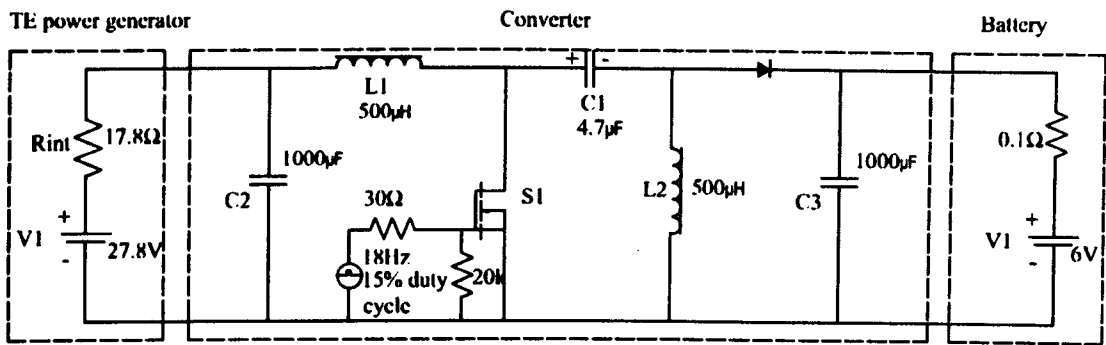 TE power generator
Converter
Battery
L1
500µH
C1
4.7µF
Rint
17.8Ω
1000µF
C2
30Ω
S1
L2
500µH
1000µF
C3
0.1Ω
+
V1
-
27.8V
18Hz
15% duty
cycle
20k
+
V1
-
6V
+ -